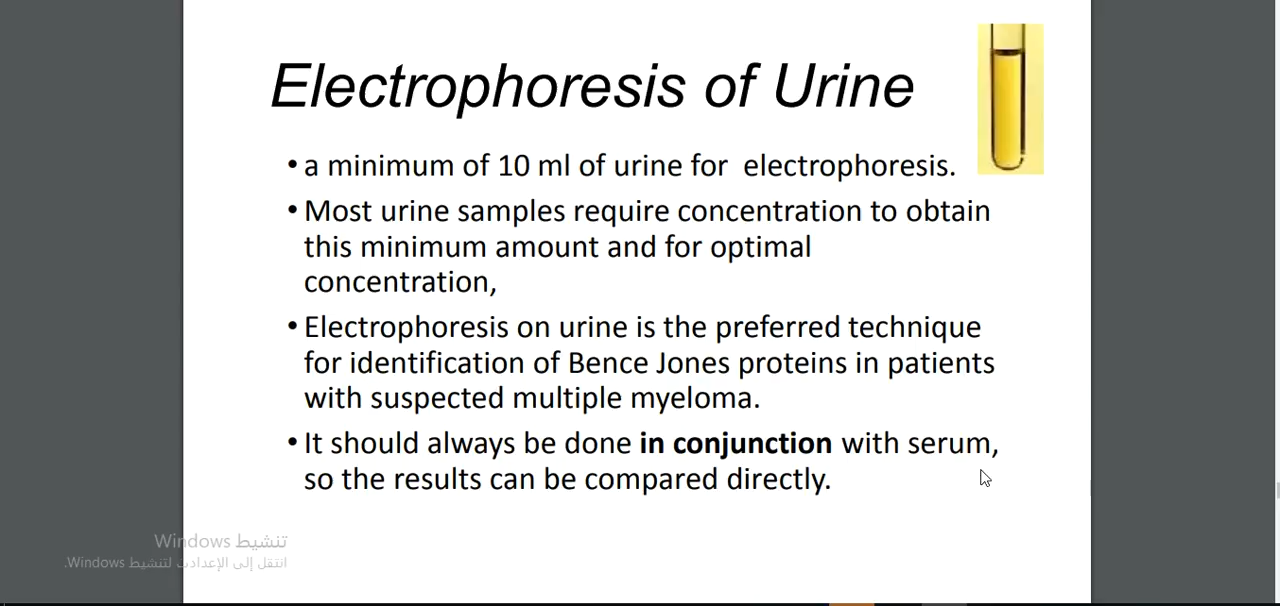 Electrophoresis of Urine
• a minimum of 10 ml of urine for  electrophoresis.
• Most urine samples require concentration to obtain
this minimum amount and for optimal
concentration,
• Electrophoresis on urine is the preferred technique
for identification of Bence Jones proteins in patients
with suspected multiple myeloma.
• It should always be done in conjunction with serum,
so the results can be compared directly.
تنشيط Windows
انتقل إلى الإعدادات لتنشيط Windows.